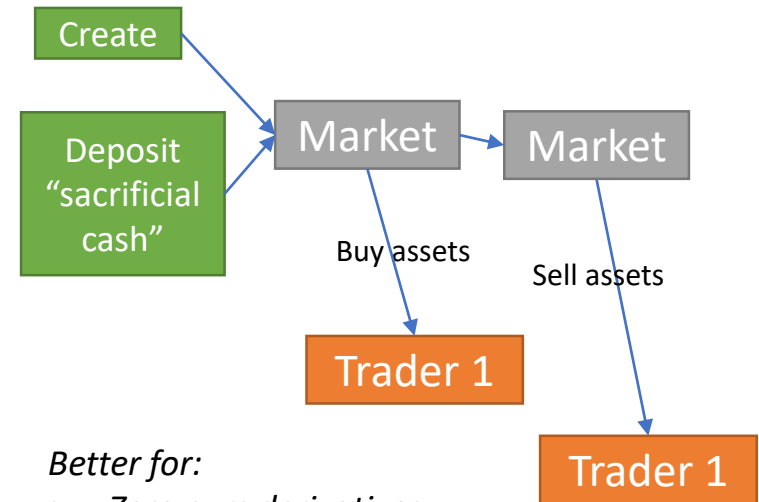 Create
Deposit
“sacrificial
cash”
Market
Market
Buy assets
Sell assets
Trader 1
Trader 1
Better for: